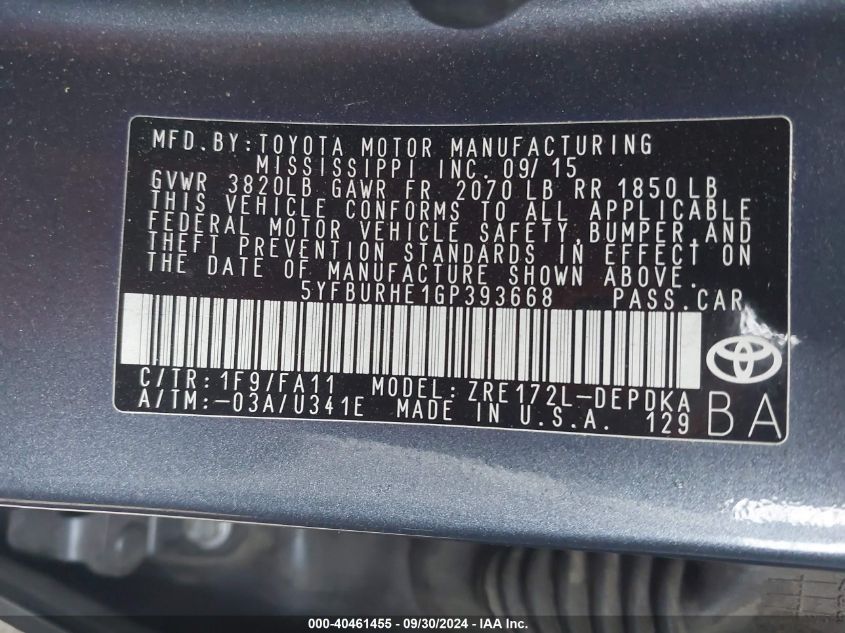 MFD. BY: TOYOTA MOTOR MANUFACTURING
MISSISSIPPI INC. 09/15
GVWR 3820LB GAWR FR 2070 LB RR 1850 LB
THIS VEHICLE CONFORMS TO ALL APPLICABLE
FEDERAL MOTOR VEHICLE SAFETY, BUMPER, AND
THEFT PREVENTION STANDARDS IN EFFECT ON
THE DATE OF MANUFACTURE SHOWN ABOVE.
5YFBURHE1GP393668 PASS. CAR
C/TR: 1F9/FA11 MODEL: ZRE172L-DEPDKA
A/TM: -03A/U341E MADE IN U.S.A. 129
BA
000-40461455 - 09/30/2024 - IAAI.COM